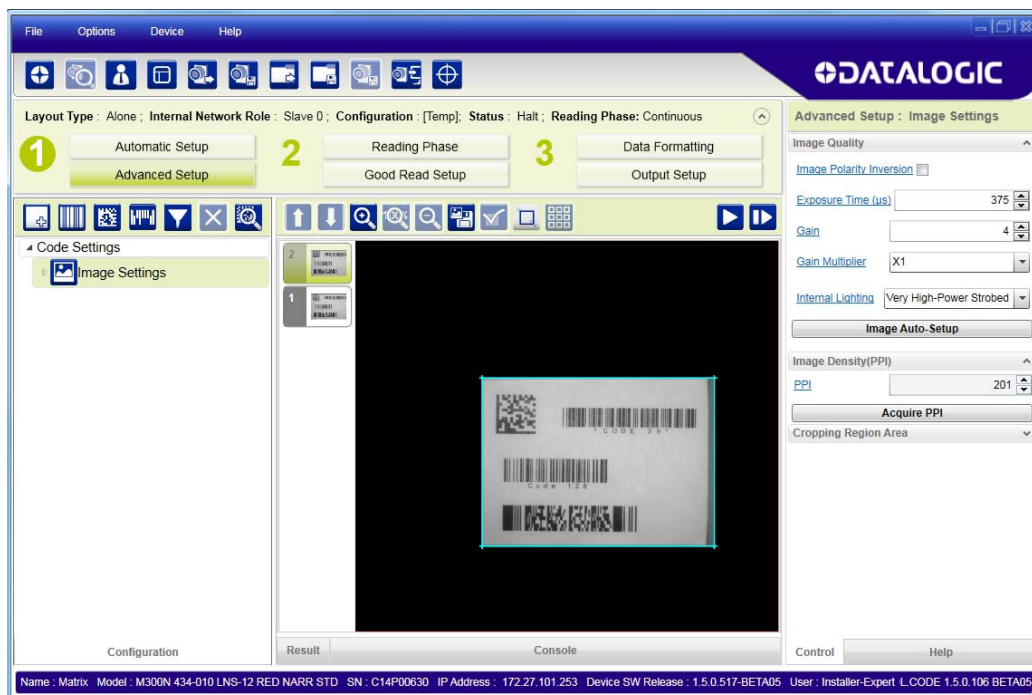 File Options Device Help
DATALOGIC
Layout Type : Alone ; Internal Network Role : Slave 0 ; Configuration : [Temp]; Status : Halt ; Reading Phase: Continuous
1 Automatic Setup 2 Reading Phase 3 Data Formatting
Advanced Setup Good Read Setup Output Setup
Code Settings
Image Settings
100%
2
1
*CODE 39*
Code 128
Configuration
Result Console
Advanced Setup : Image Settings
Image Quality
Image Polarity Inversion
Exposure Time (us) 375
Gain 4
Gain Multiplier X1
Internal Lighting Very High-Power Strobed
Image Auto-Setup
Image Density(PPI)
PPI 201
Acquire PPI
Cropping Region Area
Control Help
Name : Matrix Model : M300N 434-010 LNS-12 RED NARR STD SN : C14P00630 IP Address : 172.27.101.253 Device SW Release : 1.5.0.517-BETA05 User : Installer-Expert DL.CODE 1.5.0.106 BETA05